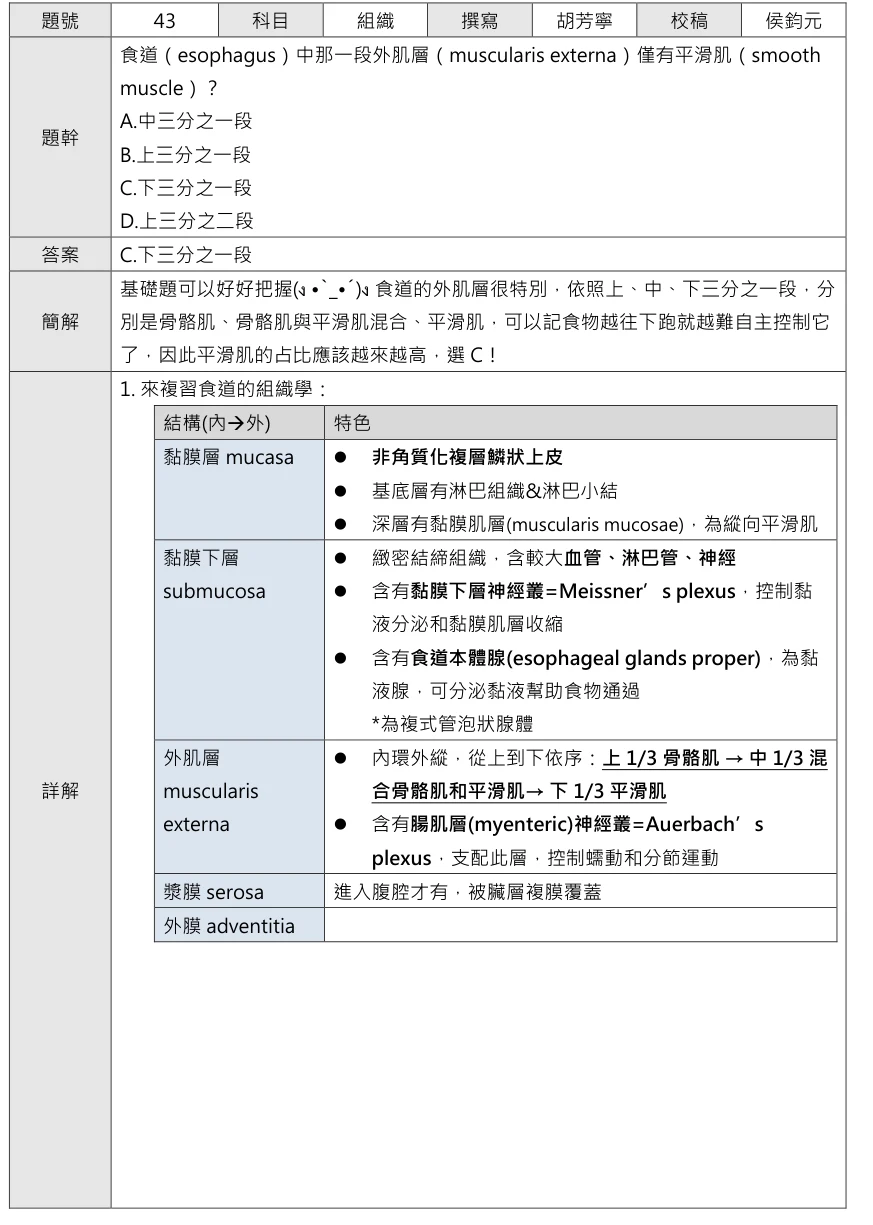 題號 43 科目 組織 撰寫 胡芳寧 校稿 侯鈞元
題幹
食道（esophagus）中那一段外肌層（muscularis externa）僅有平滑肌（smooth
muscle）？
A.中三分之一段
B.上三分之一段
C.下三分之一段
D.上三分之二段
答案 C.下三分之一段
簡解
基礎題可以好好把握(ง •̀_•́)ง 食道的外肌層很特別，依照上、中、下三分之一段，分
別是骨骼肌、骨骼肌與平滑肌混合、平滑肌，可以記食物越往下跑就越難自主控制它
了，因此平滑肌的占比應該越來越高，選 C！
詳解
1. 來複習食道的組織學：
結構(內→外) 特色
黏膜層 mucasa
● 非角質化複層鱗狀上皮
● 基底層有淋巴組織&淋巴小結
● 深層有黏膜肌層(muscularis mucosae)，為縱向平滑肌
黏膜下層
submucosa
● 緻密結締組織，含較大血管、淋巴管、神經
● 含有黏膜下層神經叢=Meissner’s plexus，控制黏
液分泌和黏膜肌層收縮
● 含有食道本體腺(esophageal glands proper)，為黏
液腺，可分泌黏液幫助食物通過
*為複式管泡狀腺體
外肌層
muscularis
externa
● 內環外縱，從上到下依序：上 1/3 骨骼肌 → 中 1/3 混
合骨骼肌和平滑肌→ 下 1/3 平滑肌
● 含有腸肌層(myenteric)神經叢=Auerbach’s
plexus，支配此層，控制蠕動和分節運動
漿膜 serosa 進入腹腔才有，被臟層複膜覆蓋
外膜 adventitia